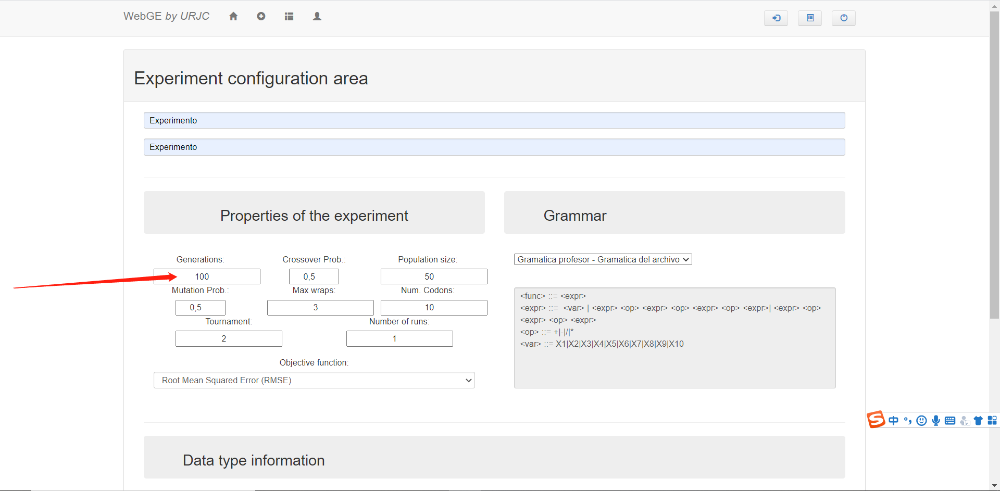 WebGE by URJC
Experiment configuration area
Experimento
Experimento
Properties of the experiment
Grammar
Generations:
Crossover Prob.:
Population size:
100
0,5
50
Mutation Prob.:
Max wraps:
Num. Codons:
0,5
3
10
Tournament:
Number of runs:
2
1
Objective function:
Root Mean Squared Error (RMSE)
Gramatica profesor - Gramatica del archivo
<func> ::= <expr>
<expr> ::=  <var> | <expr> <op> <expr> <op> <expr> <op> <expr>| <expr> <op>
<expr> <op> <expr>
<op> ::= +|-|/|*
<var> ::= X1|X2|X3|X4|X5|X6|X7|X8|X9|X10
S 中 °,
Data type information